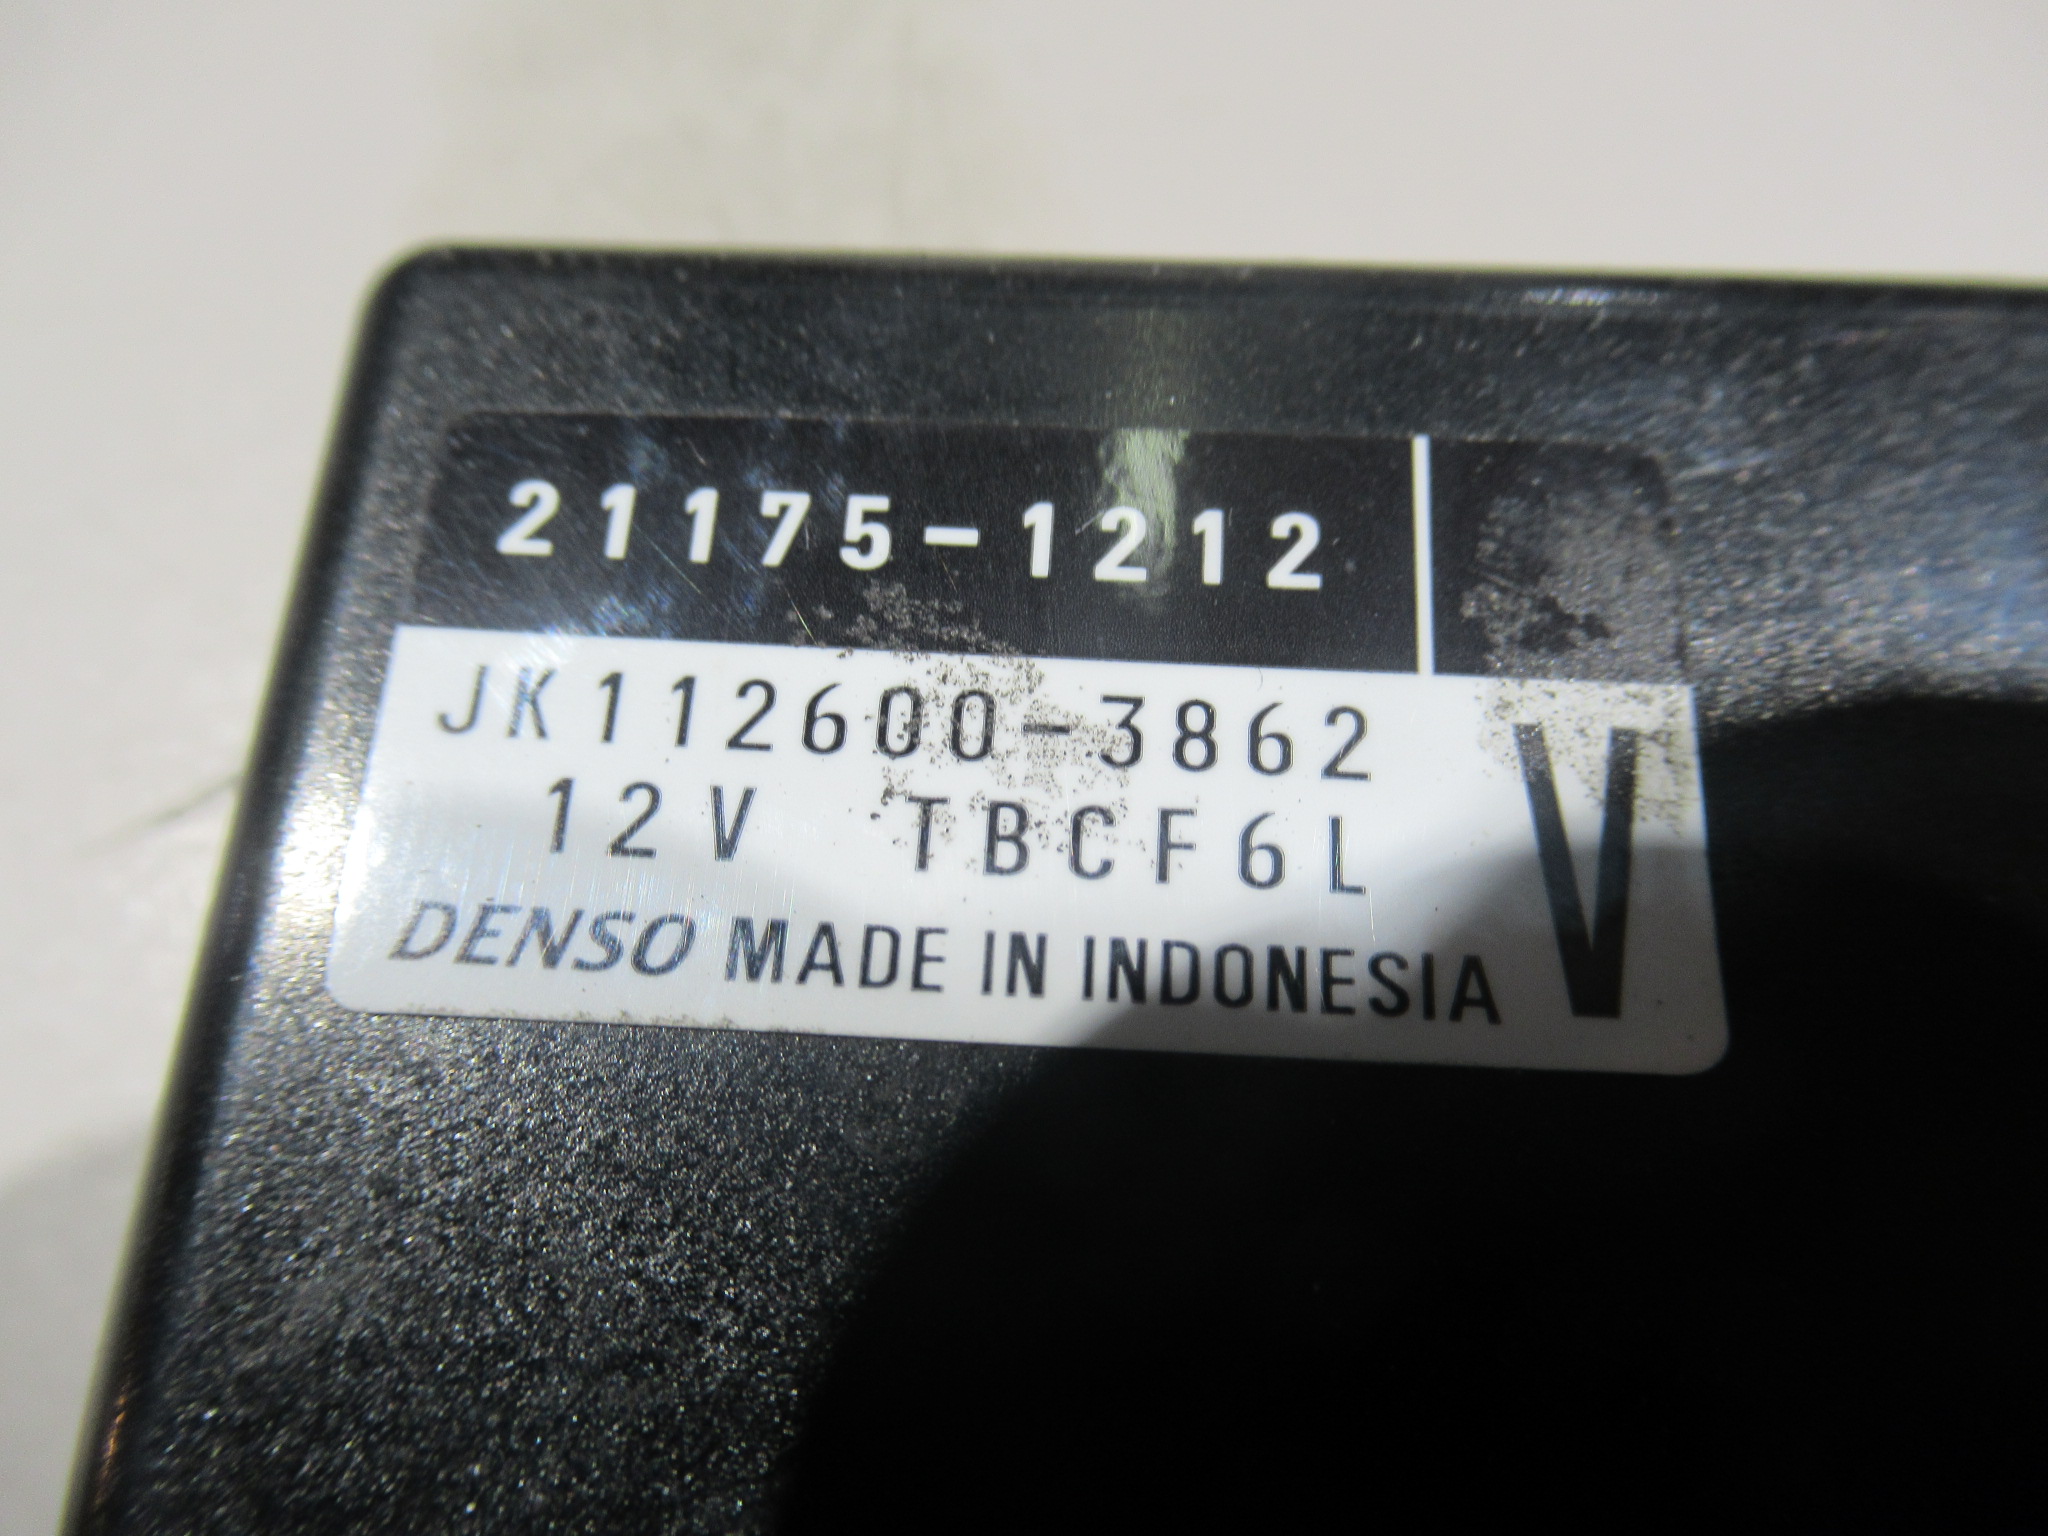 21175-1212
JK112600-3862
12V TBCF6L
V
DENSO MADE IN INDONESIA